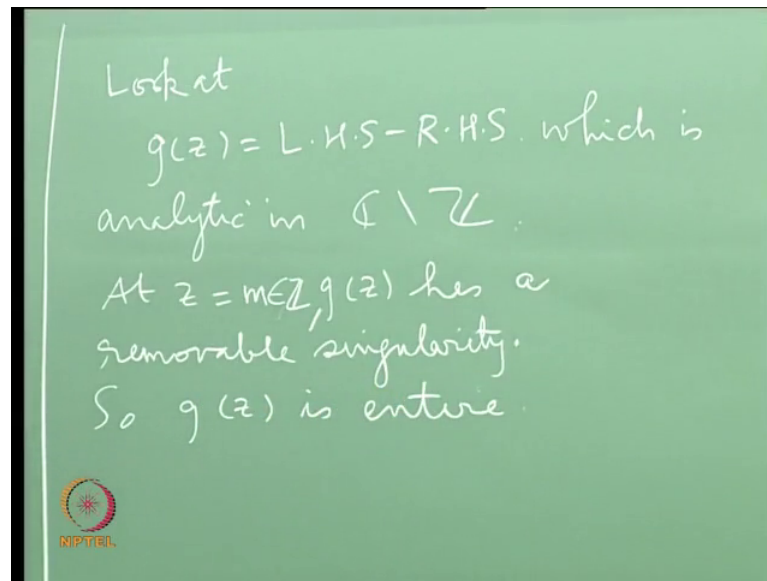 Look at
g(z) = L.H.S - R.H.S. which is
analytic in ℂ \ ℤ.
At z = m∈ℤ, g(z) has a
removable singularity.
So g(z) is entire.
NPTEL